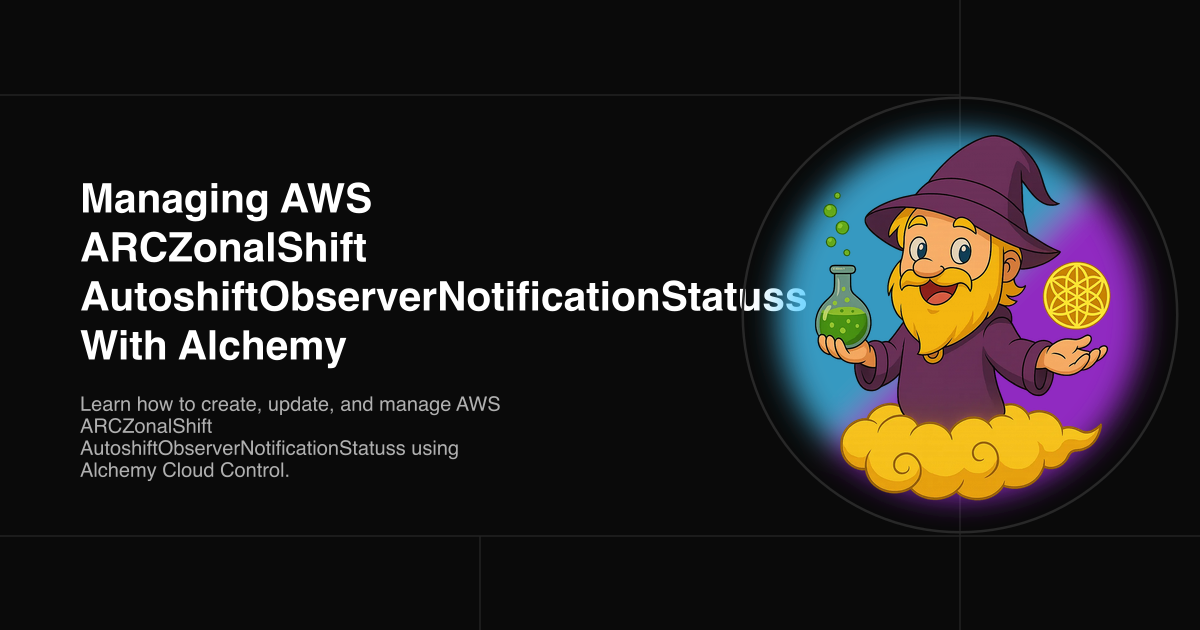 Managing AWS
ARCZonalShift
AutoshiftObserverNotificationStatuss
With Alchemy
Learn how to create, update, and manage AWS
ARCZonalShift
AutoshiftObserverNotificationStatuss using
Alchemy Cloud Control.